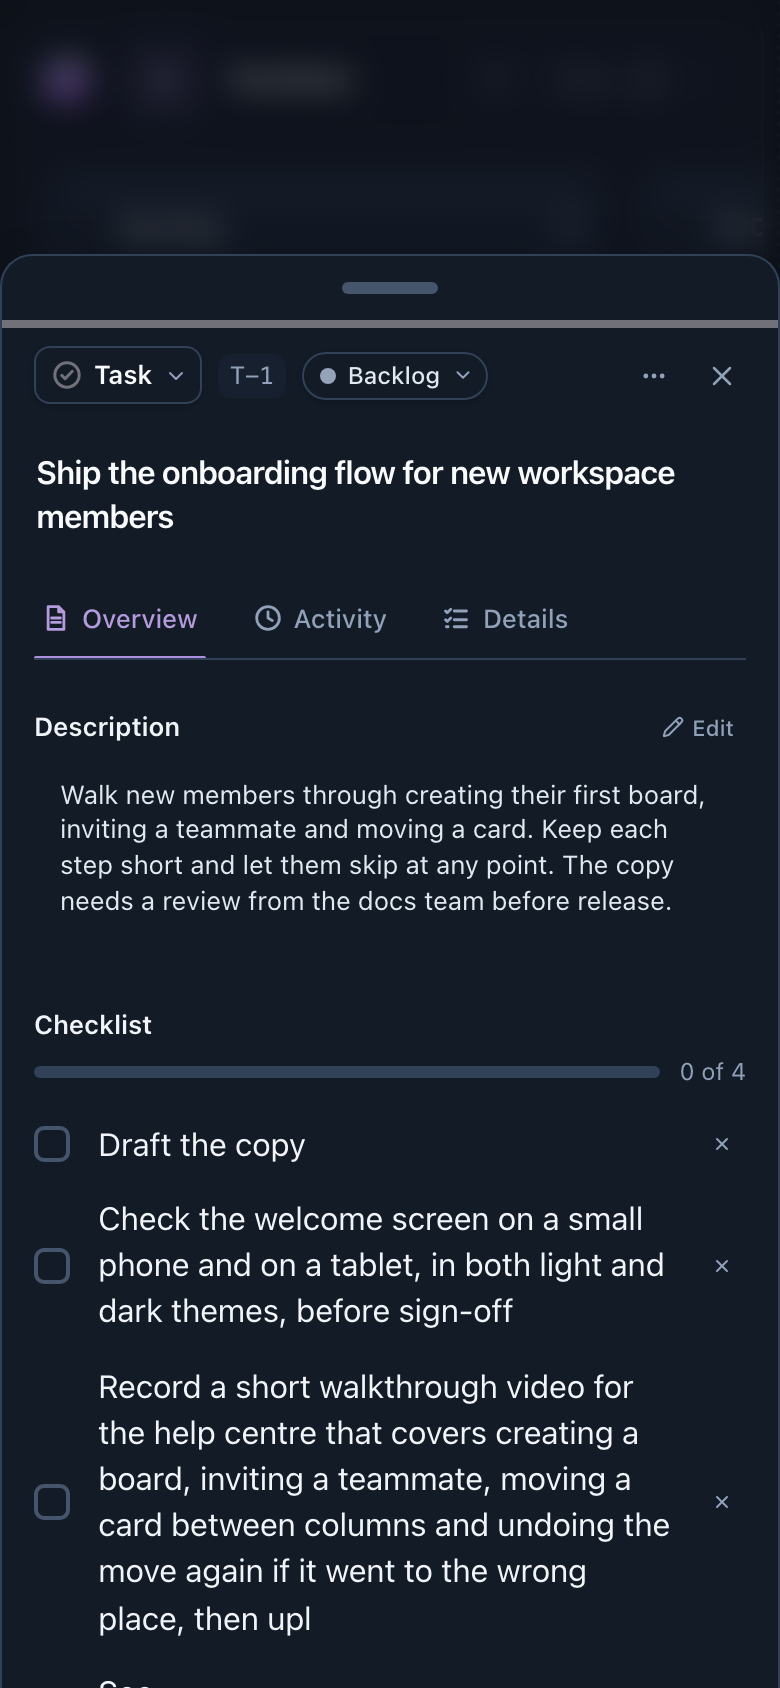 Task
T–1
Backlog
Ship the onboarding flow for new workspace
members
Overview
Activity
Details
Description
Edit
Walk new members through creating their first board,
inviting a teammate and moving a card. Keep each
step short and let them skip at any point. The copy
needs a review from the docs team before release.
Checklist
0 of 4
Draft the copy
Check the welcome screen on a small
phone and on a tablet, in both light and
dark themes, before sign-off
Record a short walkthrough video for
the help centre that covers creating a
board, inviting a teammate, moving a
card between columns and undoing the
move again if it went to the wrong
place, then upl